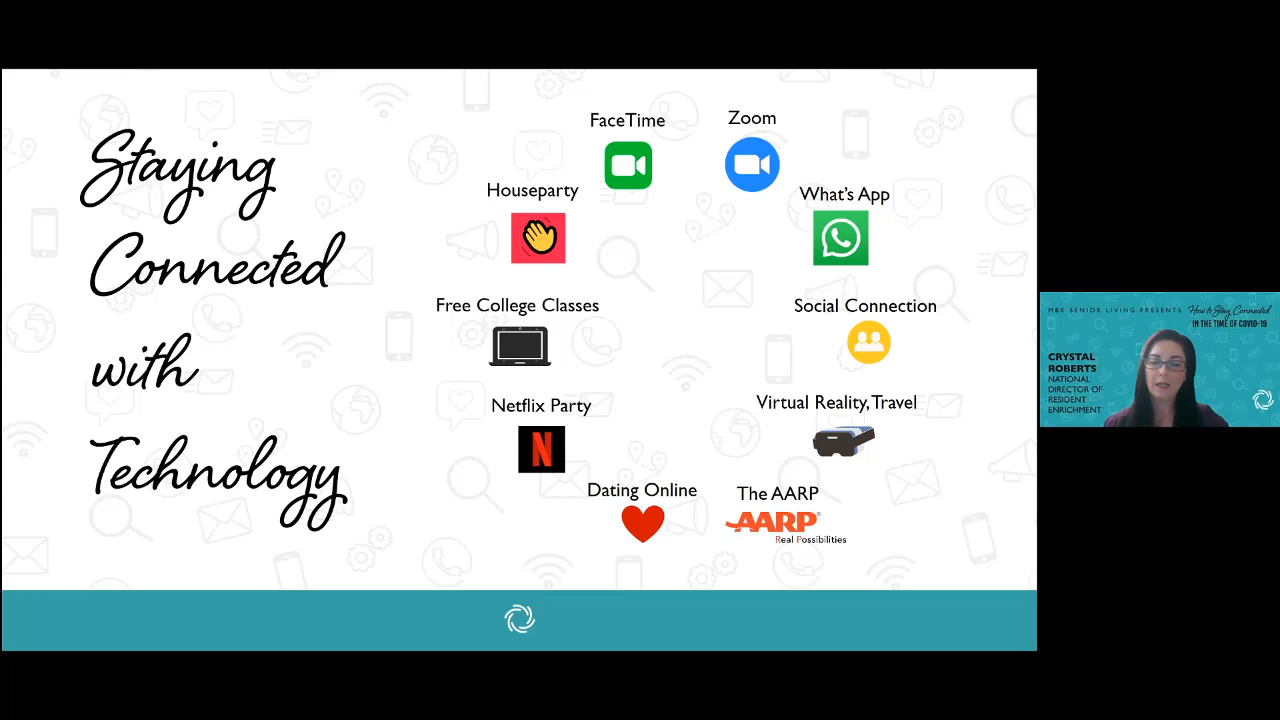 Staying
Connected
with
Technology
FaceTime
Zoom
Houseparty
What's App
Free College Classes
Social Connection
Netflix Party
N
Virtual Reality, Travel
Dating Online
The AARP
AARP®
Real Possibilities
MBK SENIOR LIVING PRESENTS
How to Stay Connected
IN THE TIME OF COVID-19
CRYSTAL
ROBERTS
NATIONAL
DIRECTOR OF
RESIDENT
ENRICHMENT